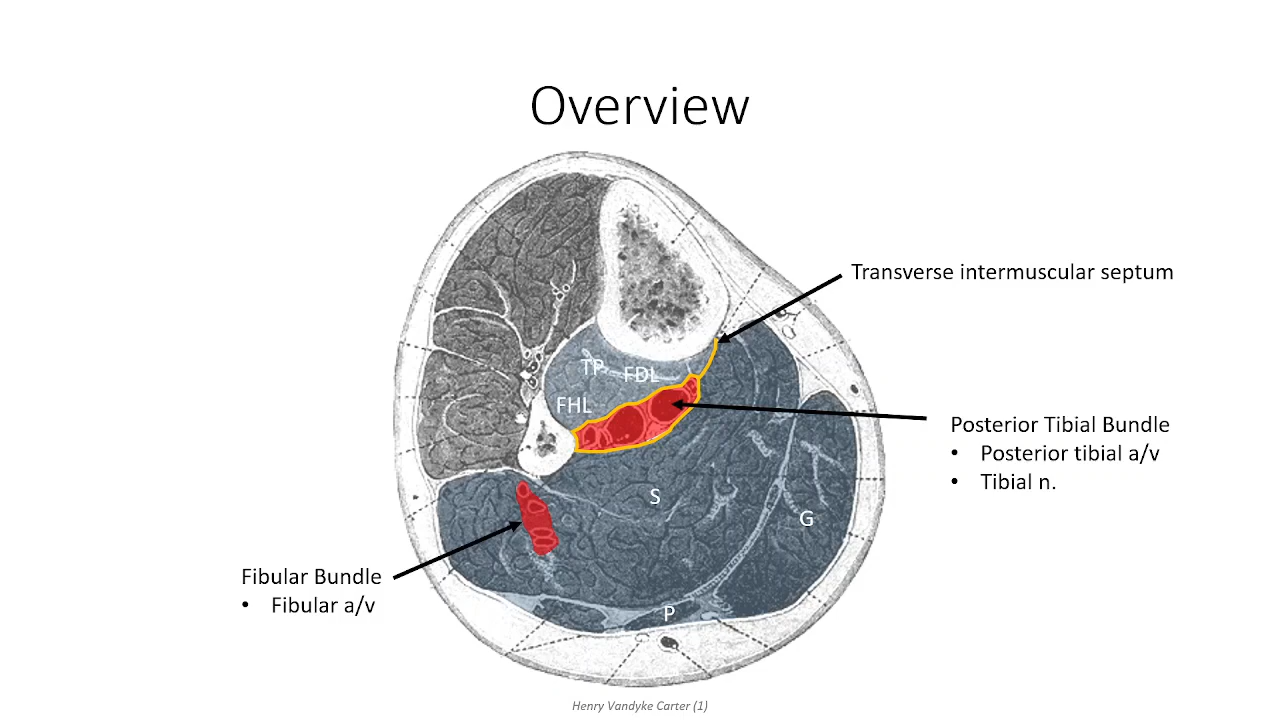 Overview
Transverse intermuscular septum
TP
FDL
FHL
Posterior Tibial Bundle
• Posterior tibial a/v
• Tibial n.
S
G
Fibular Bundle
• Fibular a/v
P
Henry Vandyke Carter (1)